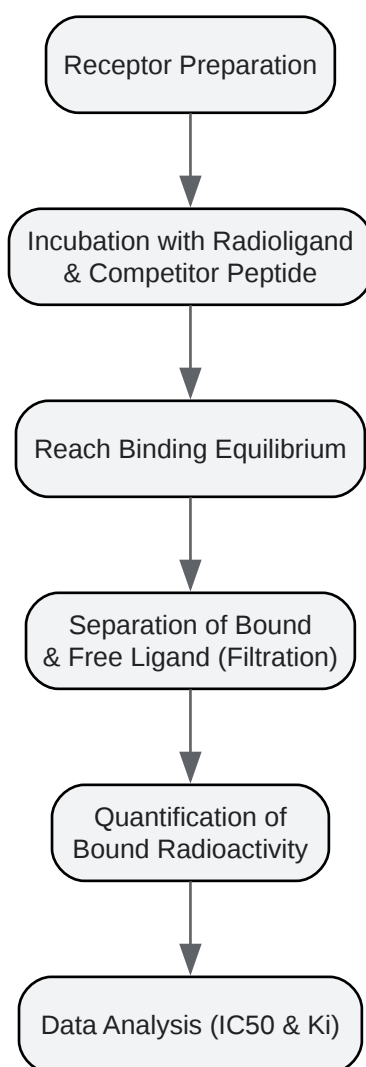 Receptor Preparation
Incubation with Radioligand
& Competitor Peptide
Reach Binding Equilibrium
Separation of Bound
& Free Ligand (Filtration)
Quantification of
Bound Radioactivity
Data Analysis (IC50 & Ki)